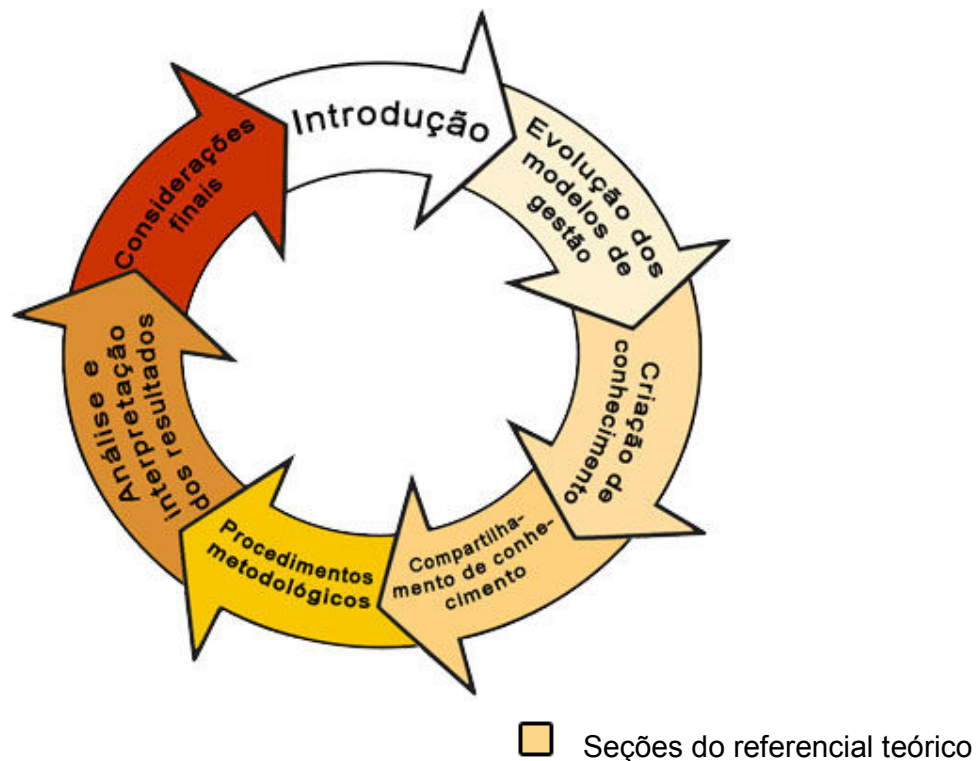 Introdução
Evolução dos
modelos de
gestão
Criação de
conhecimento
Compartilha-
mento de conhe-
cimento
Procedimentos
metodológicos
Análise e
interpretação
dos resultados
Considerações
finais
Seções do referencial teórico